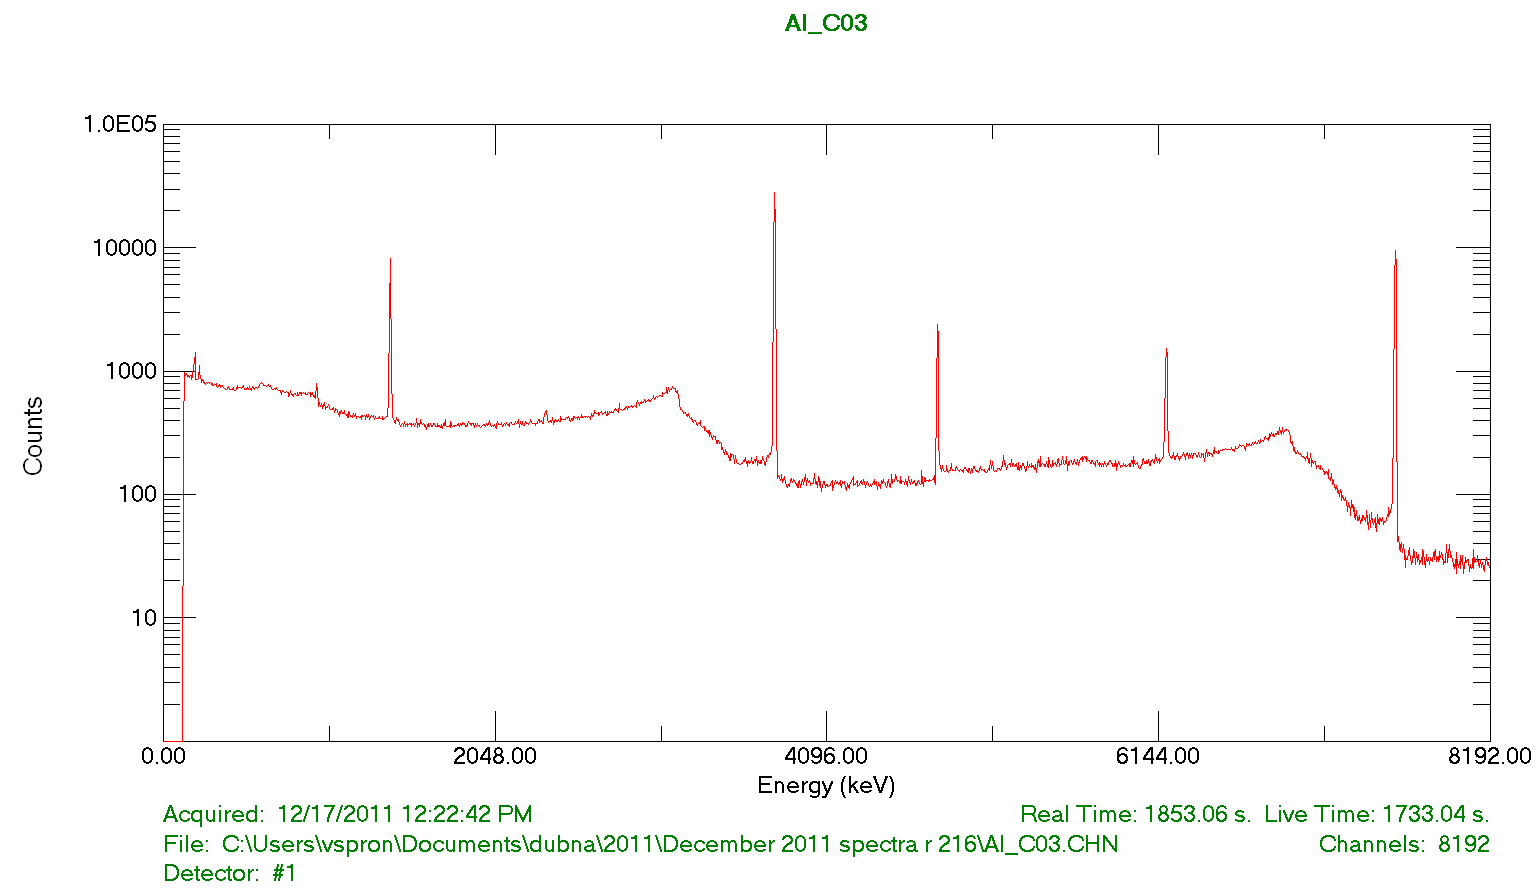 Al_C03
1.0E05
10000
1000
100
10
Counts
0.00 2048.00 4096.00 6144.00 8192.00
Energy (keV)
Acquired: 12/17/2011 12:22:42 PM Real Time: 1853.06 s. Live Time: 1733.04 s.
File: C:\Users\vspron\Documents\dubna\2011\December 2011 spectra r 216\Al_C03.CHN Channels: 8192
Detector: #1